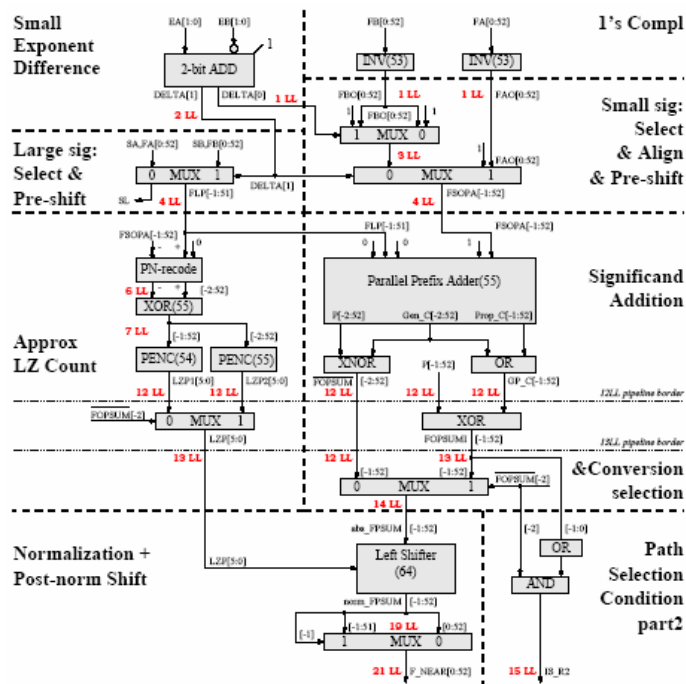 Small
Exponent
Difference
EA[1:0]
EB[1:0]
1
2-bit ADD
DELTA[1]
DELTA[0]
1 LL
2 LL
FB[0:52]
FA[0:52]
1's Compl
INV(53)
INV(53)
FBO[0:52]
1 LL
1 LL
FAO[0:52]
FBO[0:52]
1
1
1 MUX 0
3 LL
1
FAO[0:52]
Small sig:
Select
& Align
& Pre-shift
Large sig:
Select &
Pre-shift
SA,FA[0:52]
SB,FB[0:52]
0 MUX 1
DELTA[1]
0 MUX 1
SL
4 LL
FLP[-1:51]
4 LL
FSOPA[-1:52]
FSOPA[-1:52]
- +
0
PN-recode
6 LL
- +
[-2:52]
XOR(55)
7 LL
[-1:52]
[-2:52]
PENC(54)
PENC(55)
12 LL
LZP1[5:0]
12 LL
LZP2[5:0]
Approx
LZ Count
FLP[-1:51]
0
0
1
FSOPA[-1:52]
Parallel Prefix Adder(55)
P[-2:52]
Gen_C[-2:52]
Prop_C[-1:52]
Significand
Addition
XNOR
P[-1:52]
OR
FOPSUM
[-2:52]
12 LL
12 LL
12 LL
GP_C[-1:52]
12LL pipeline border
FOPSUM[-2]
0 MUX 1
XOR
LZP[5:0]
FOPSUMI
[-1:52]
13LL pipeline border
13 LL
12 LL
13 LL
[-1:52]
[-1:52]
FOPSUM[-2]
&Conversion
selection
0 MUX 1
14 LL
abs_FPSUM
[-1:52]
Normalization +
Post-norm Shift
LZP[5:0]
Left Shifter
(64)
norm_FPSUM
[-1:52]
[-1]
[-1:51]
19 LL
[0:52]
1 MUX 0
21 LL
F_NEAR[0:52]
[-2]
[-1:0]
OR
AND
15 LL
IS_R2
Path
Selection
Condition
part2